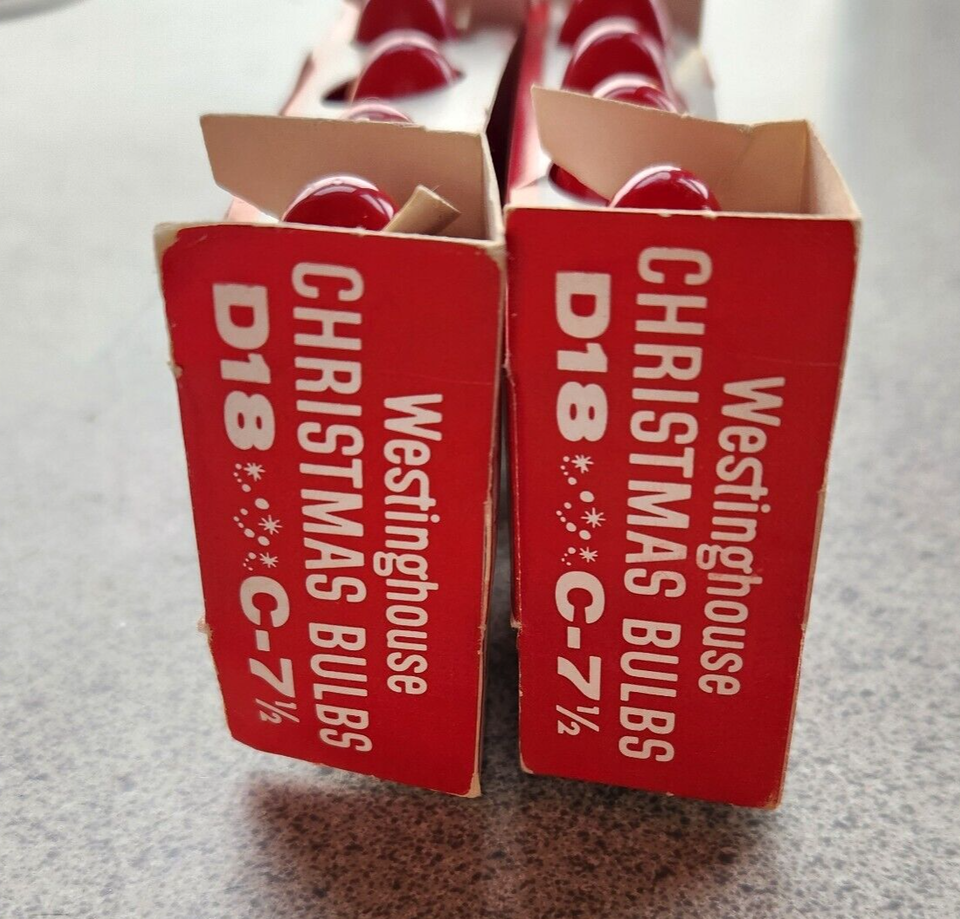 Westinghouse
CHRISTMAS BULBS
D18 C-7½
Westinghouse
CHRISTMAS BULBS
D18 C-7½